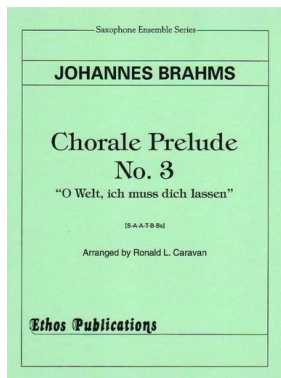 Saxophone Ensemble Series
JOHANNES BRAHMS
Chorale Prelude
No. 3
“O Welt, ich muss dich lassen”
[S-A-A-T-B-Bs]
Arranged by Ronald L. Caravan
Ethos Publications